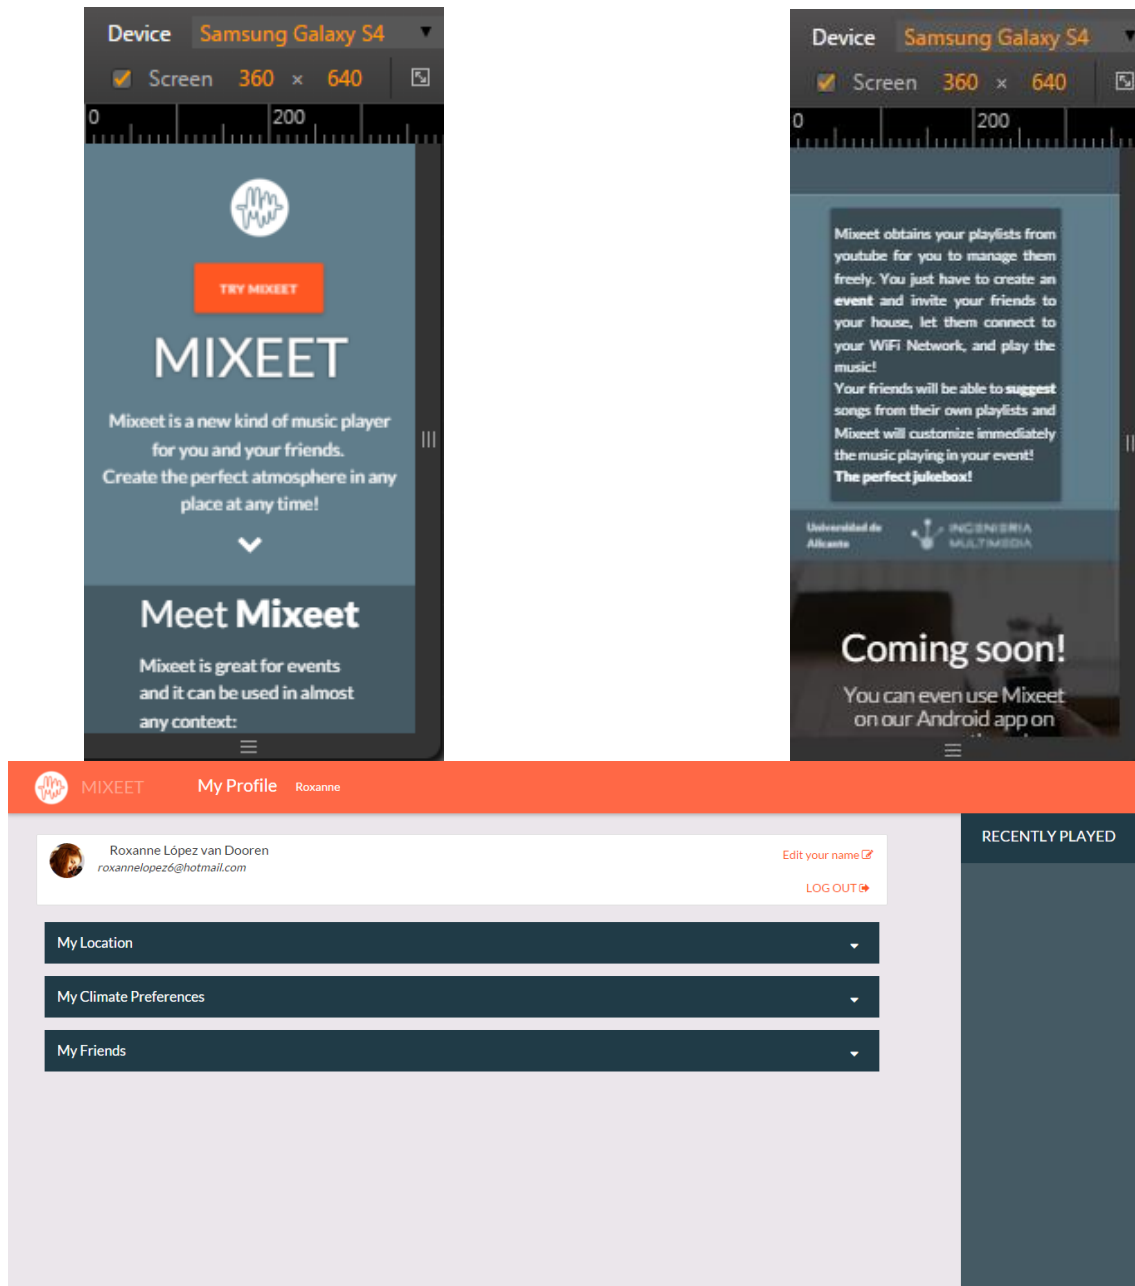 Device Samsung Galaxy S4
Screen 360 × 640
0 200
TRY MIXEET
MIXEET
Mixeet is a new kind of music player
for you and your friends.
Create the perfect atmosphere in any
place at any time!
Meet Mixeet
Mixeet is great for events
and it can be used in almost
any context:
Device Samsung Galaxy S4
Screen 360 × 640
0 200
Mixeet obtains your playlists from
youtube for you to manage them
freely. You just have to create an
event and invite your friends to
your house, let them connect to
your WiFi Network, and play the
music!
Your friends will be able to suggest
songs from their own playlists and
Mixeet will customize immediately
the music playing in your event!
The perfect jukebox!
Universidad de
Alicante
INGENIERIA
MULTIMEDIA
Coming soon!
You can even use Mixeet
on our Android app on
MIXEET My Profile Roxanne
Roxanne López van Dooren
roxannelopez6@hotmail.com
Edit your name
LOG OUT
RECENTLY PLAYED
My Location
My Climate Preferences
My Friends